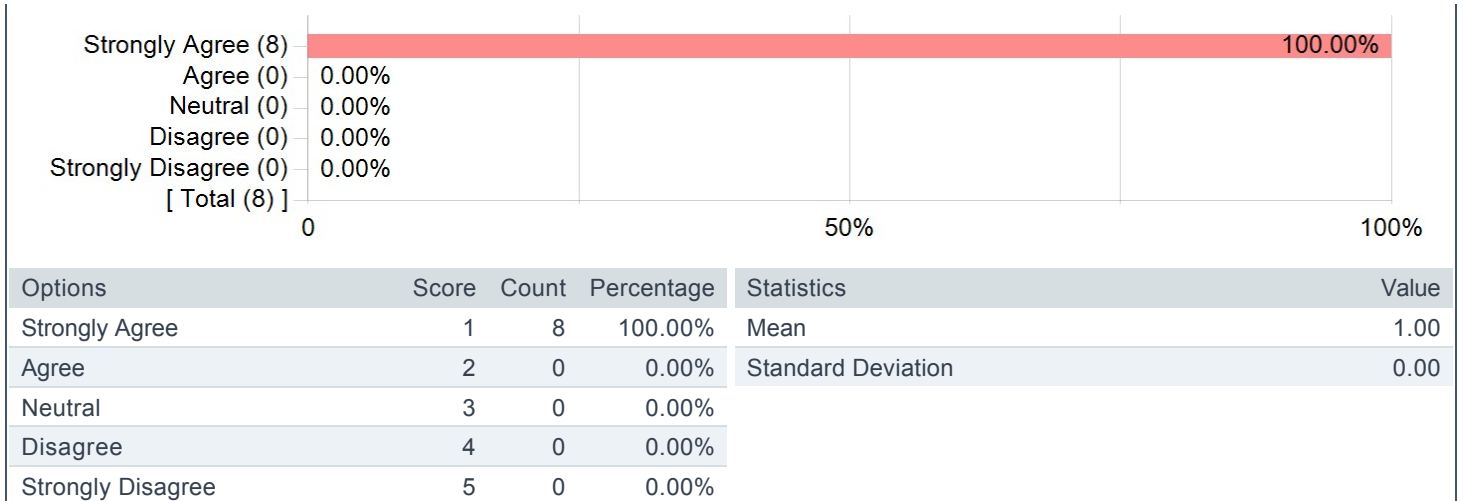 Strongly Agree (8) 100.00%
Agree (0) 0.00%
Neutral (0) 0.00%
Disagree (0) 0.00%
Strongly Disagree (0) 0.00%
[ Total (8) ]
0 50% 100%
Options Score Count Percentage
Strongly Agree 1 8 100.00%
Agree 2 0 0.00%
Neutral 3 0 0.00%
Disagree 4 0 0.00%
Strongly Disagree 5 0 0.00%
Statistics Value
Mean 1.00
Standard Deviation 0.00